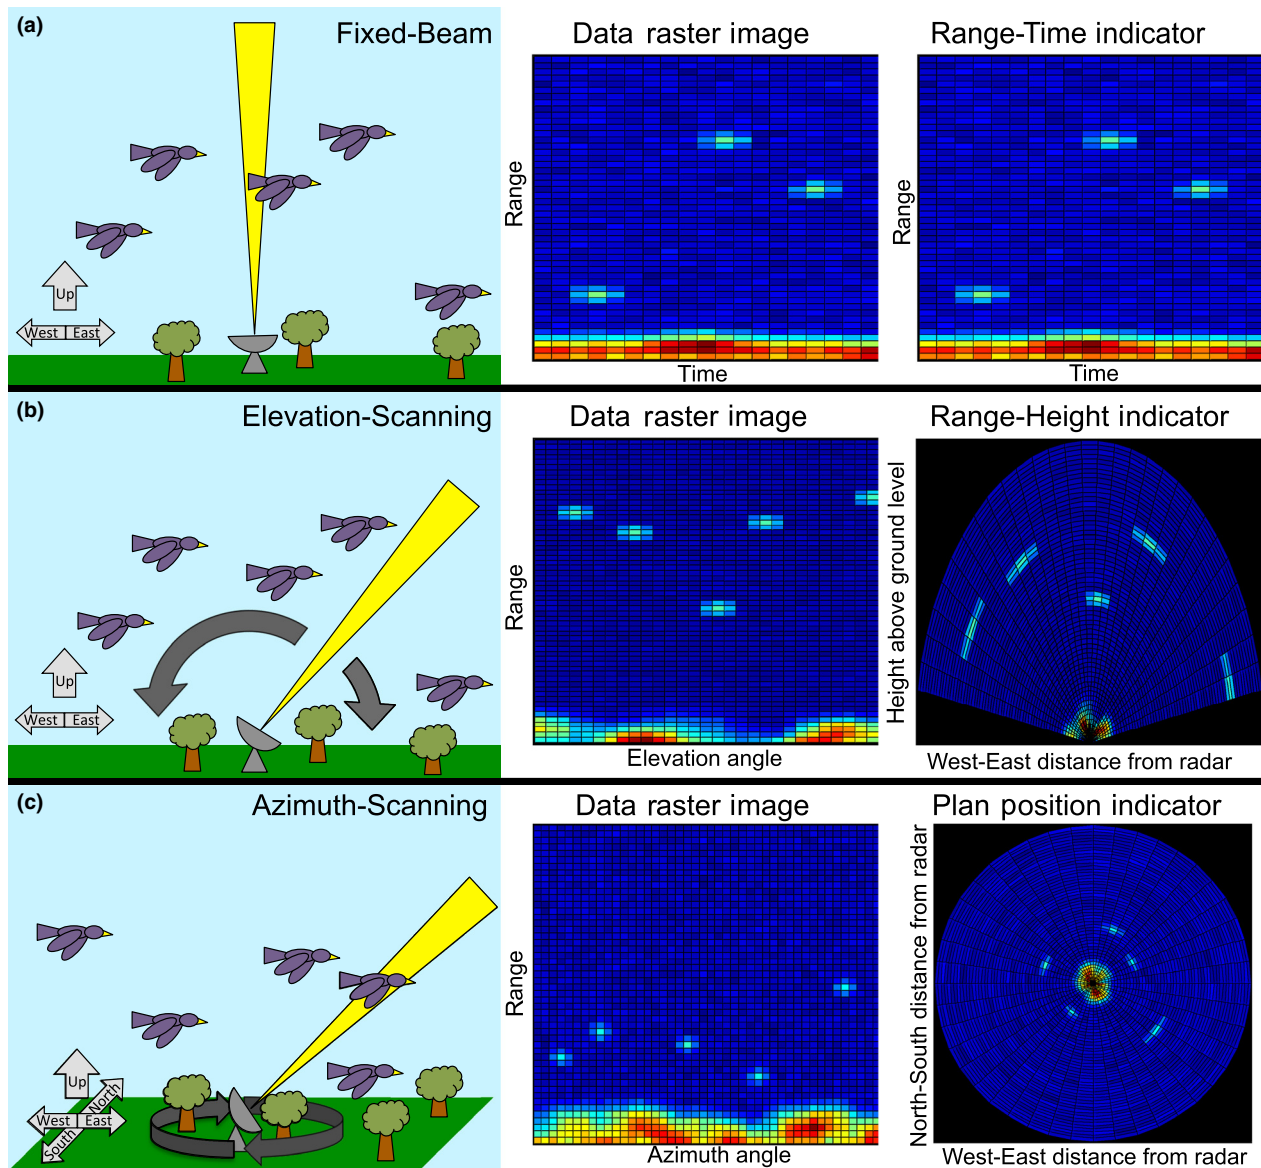 (a)
Fixed-Beam
Data raster image
Range-Time indicator
Range
Range
Up
West East
Time
Time
(b)
Elevation-Scanning
Data raster image
Range-Height indicator
Range
Height above ground level
Up
West East
Elevation angle
West-East distance from radar
(c)
Azimuth-Scanning
Data raster image
Plan position indicator
Range
North-South distance from radar
Up
North
West East
South
Azimuth angle
West-East distance from radar